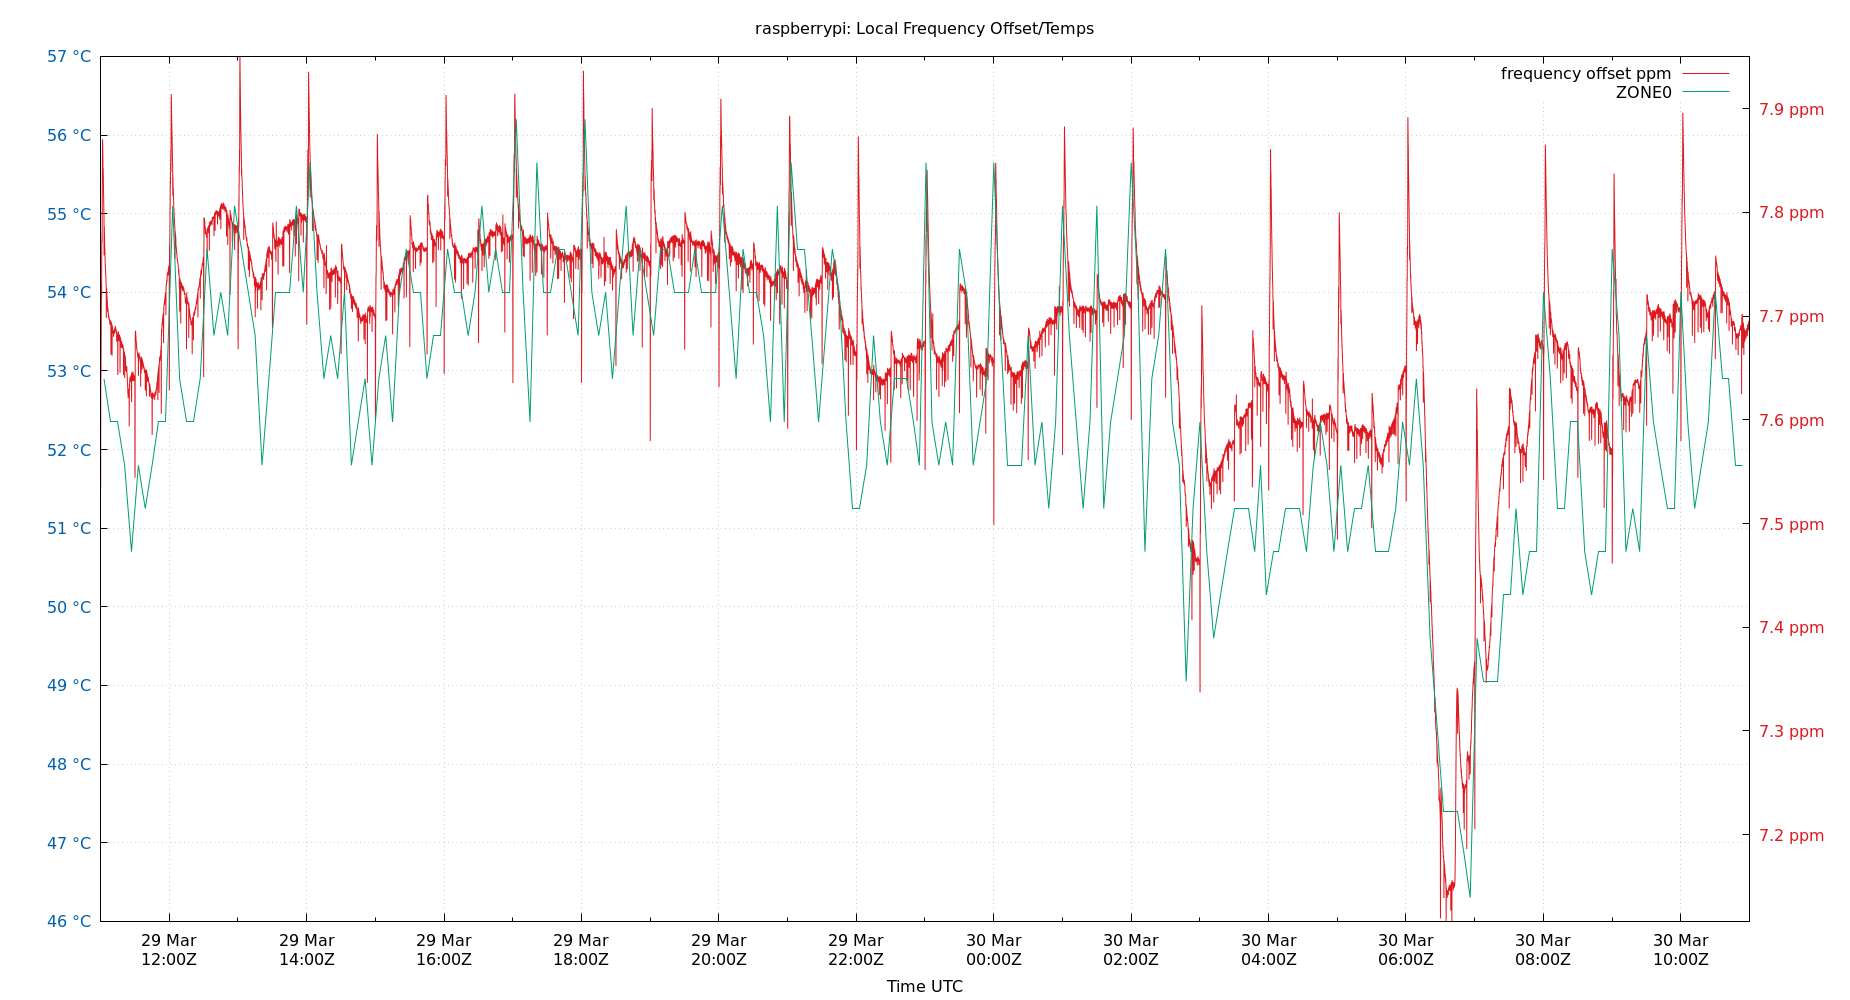 raspberrypi: Local Frequency Offset/Temps
57 °C
56 °C
55 °C
54 °C
53 °C
52 °C
51 °C
50 °C
49 °C
48 °C
47 °C
46 °C
frequency offset ppm
ZONE0
7.9 ppm
7.8 ppm
7.7 ppm
7.6 ppm
7.5 ppm
7.4 ppm
7.3 ppm
7.2 ppm
29 Mar 29 Mar 29 Mar 29 Mar 29 Mar 29 Mar 30 Mar 30 Mar 30 Mar 30 Mar 30 Mar 30 Mar
12:00Z 14:00Z 16:00Z 18:00Z 20:00Z 22:00Z 00:00Z 02:00Z 04:00Z 06:00Z 08:00Z 10:00Z
Time UTC